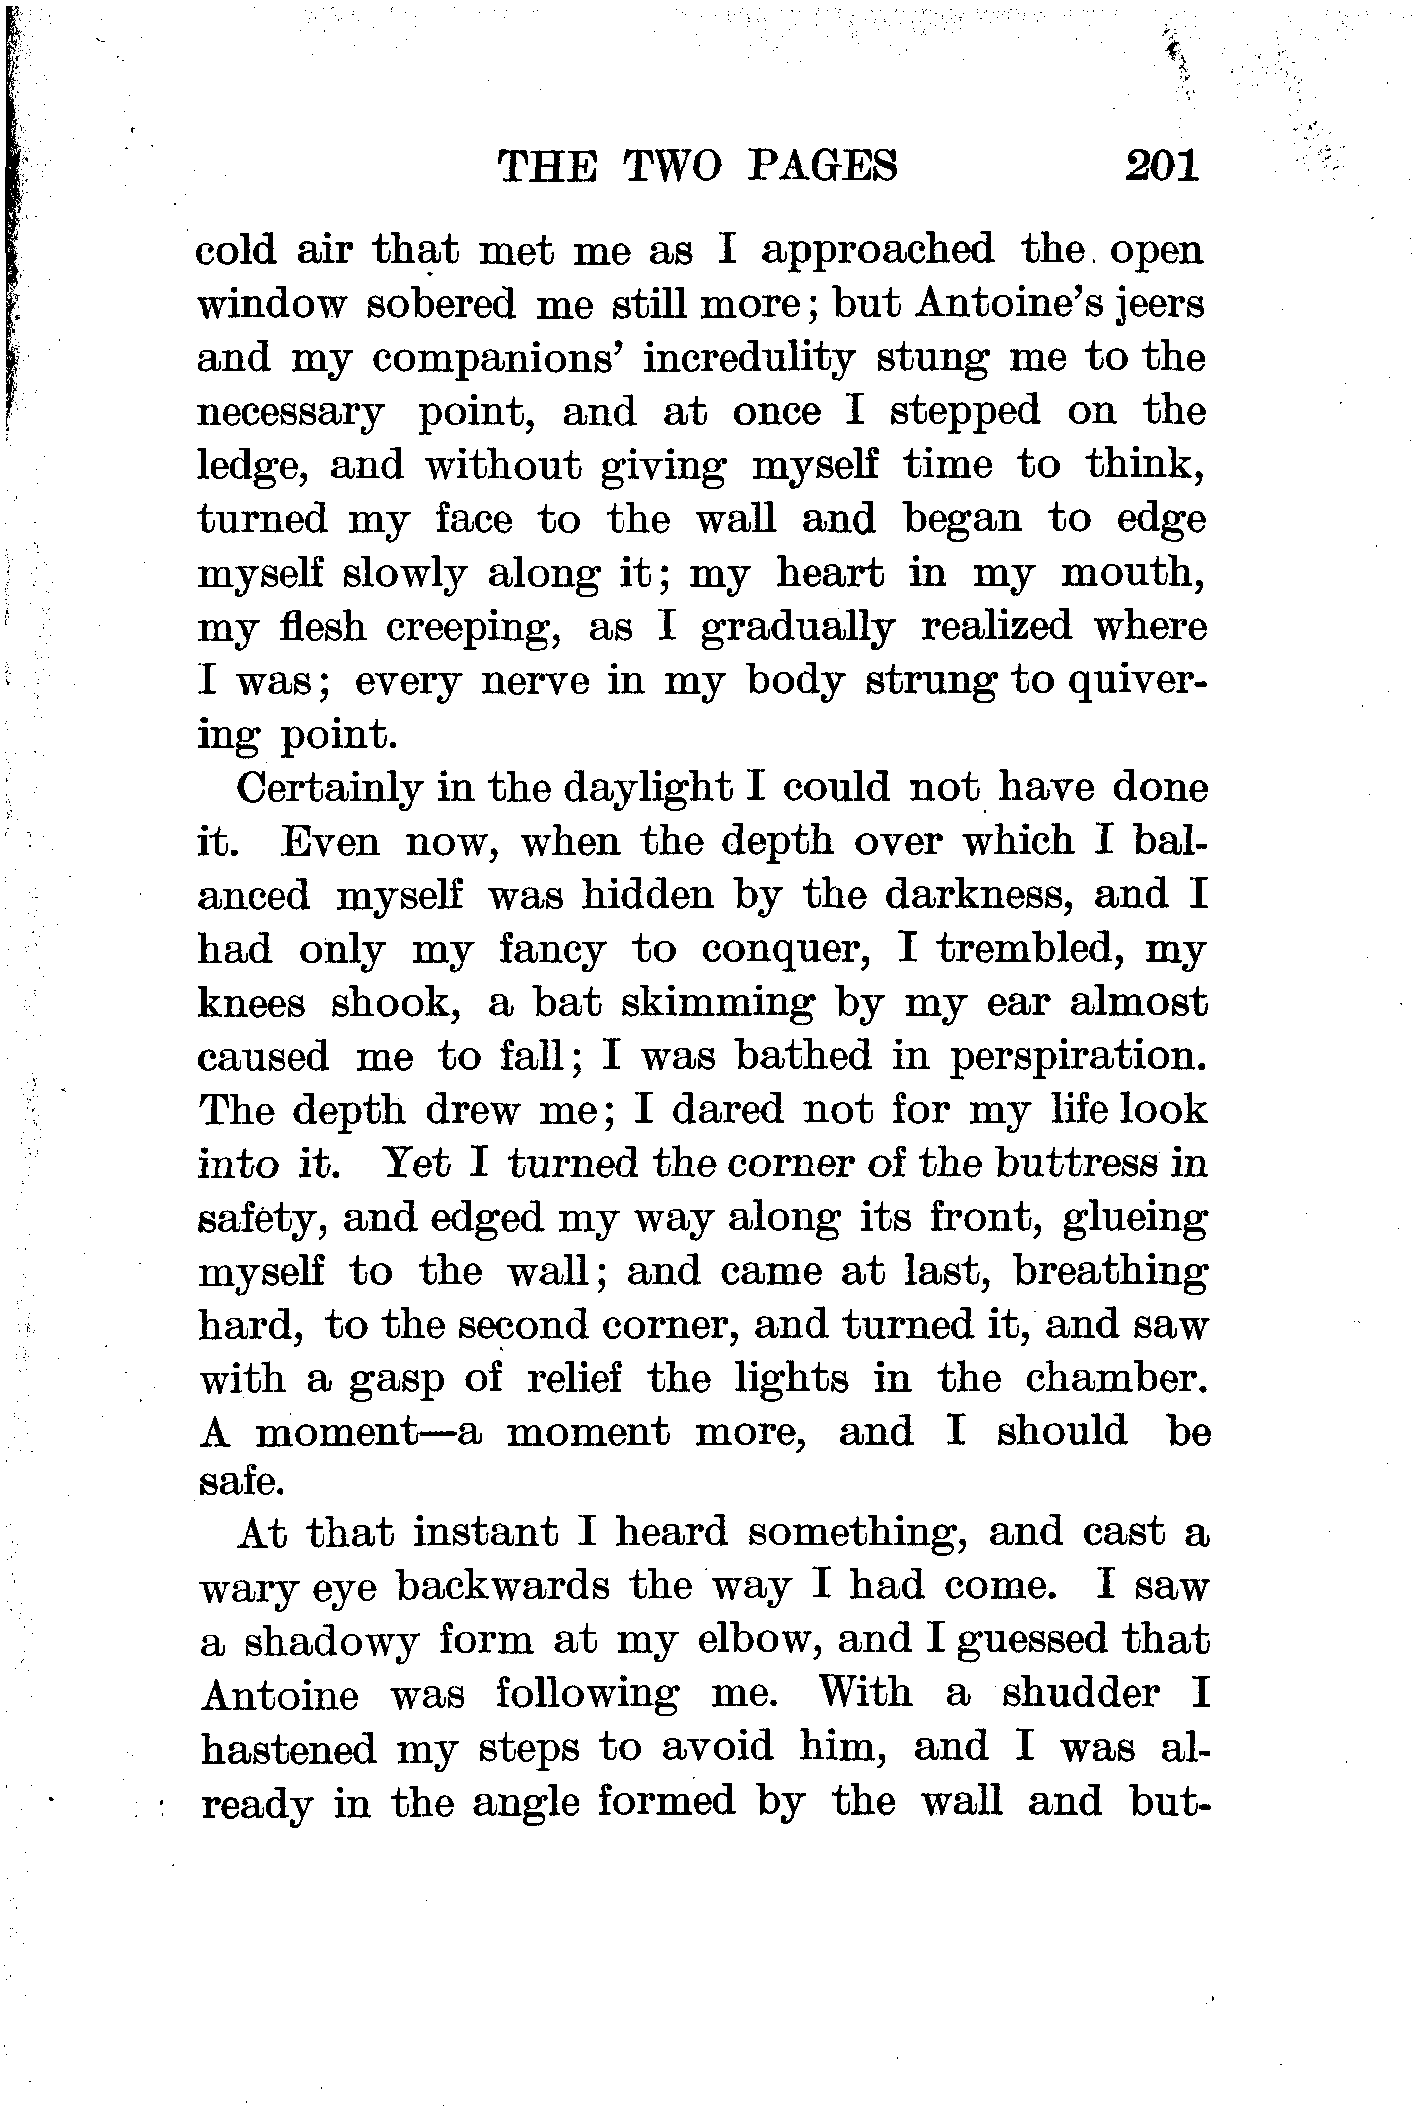 THE TWO PAGES 201
cold air that met me as I approached the open
window sobered me still more; but Antoine's jeers
and my companions' incredulity stung me to the
necessary point, and at once I stepped on the
ledge, and without giving myself time to think,
turned my face to the wall and began to edge
myself slowly along it; my heart in my mouth,
my flesh creeping, as I gradually realized where
I was; every nerve in my body strung to quiver-
ing point.
Certainly in the daylight I could not have done
it. Even now, when the depth over which I bal-
anced myself was hidden by the darkness, and I
had only my fancy to conquer, I trembled, my
knees shook, a bat skimming by my ear almost
caused me to fall; I was bathed in perspiration.
The depth drew me; I dared not for my life look
into it. Yet I turned the corner of the buttress in
safety, and edged my way along its front, glueing
myself to the wall; and came at last, breathing
hard, to the second corner, and turned it, and saw
with a gasp of relief the lights in the chamber.
A moment—a moment more, and I should be
safe.
At that instant I heard something, and cast a
wary eye backwards the way I had come. I saw
a shadowy form at my elbow, and I guessed that
Antoine was following me. With a shudder I
hastened my steps to avoid him, and I was al-
ready in the angle formed by the wall and but-